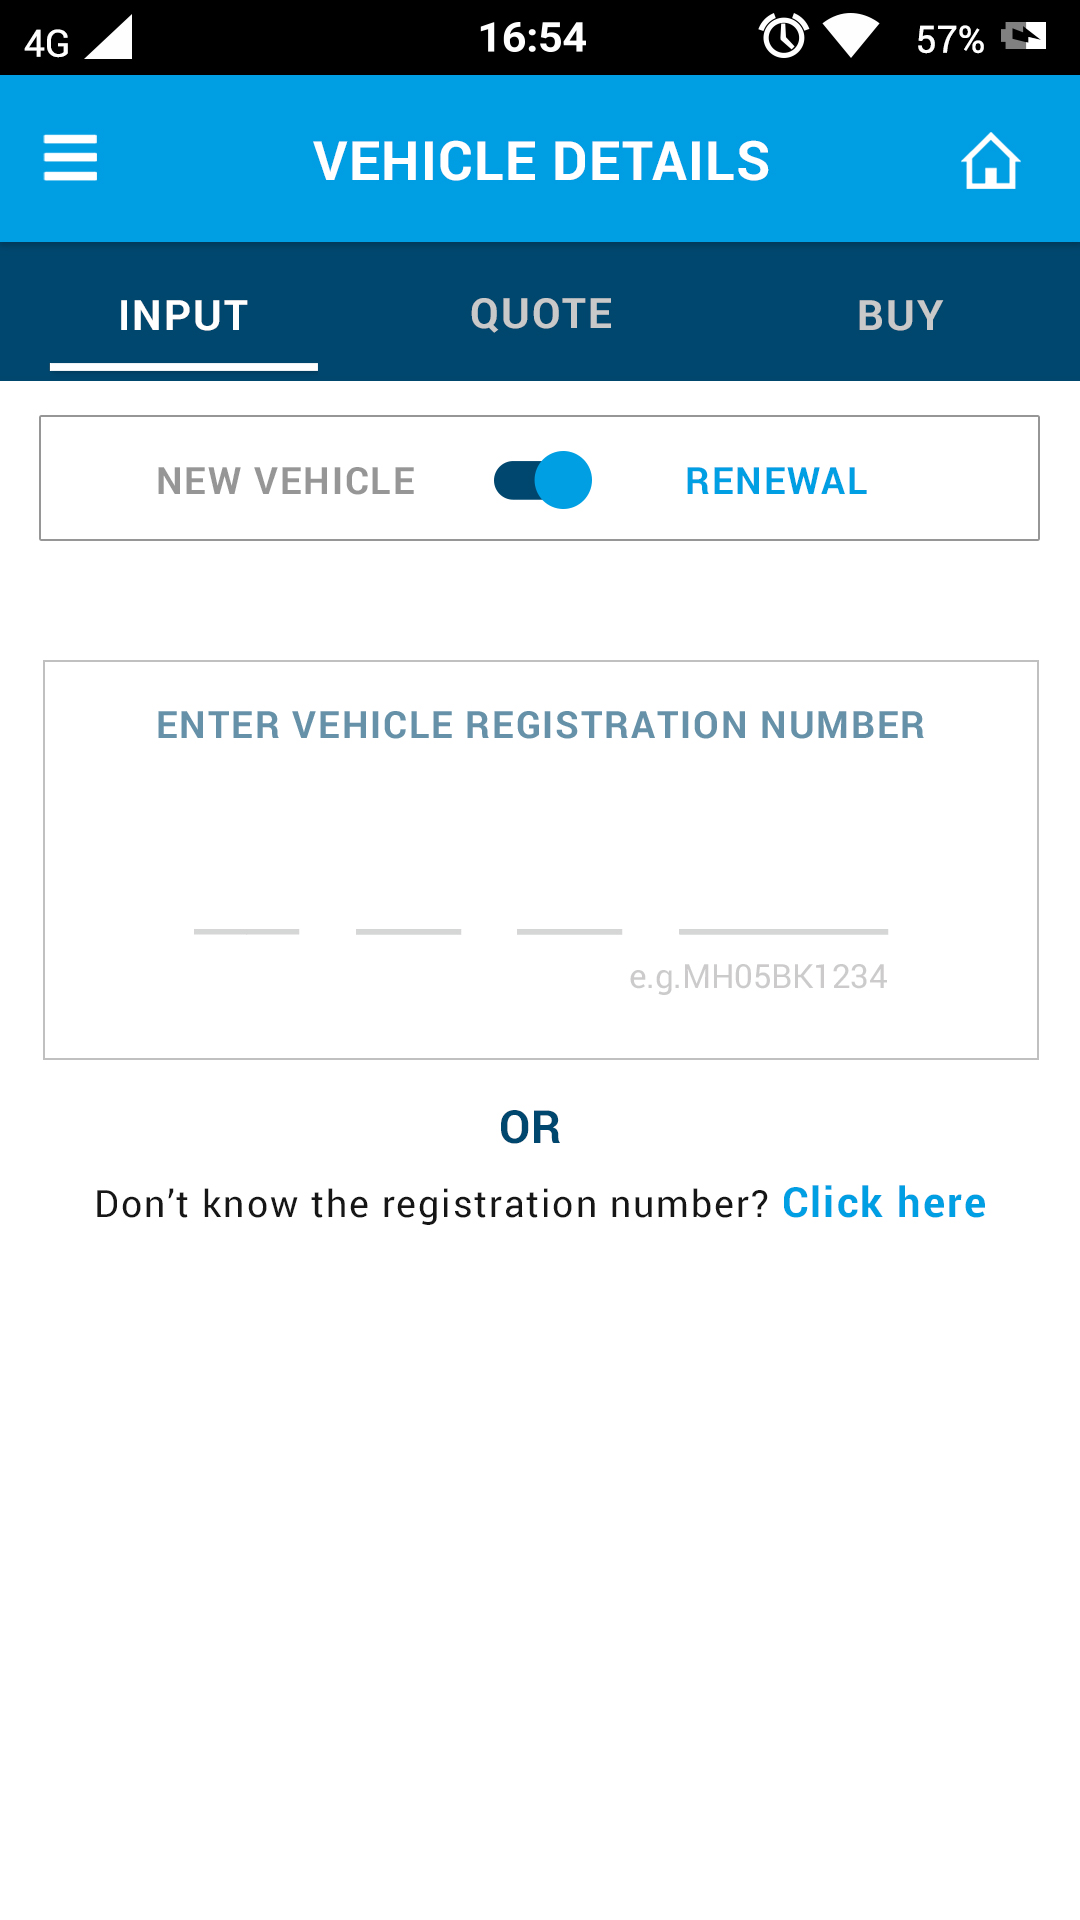 4G 16:54 57%
VEHICLE DETAILS
INPUT QUOTE BUY
NEW VEHICLE RENEWAL
ENTER VEHICLE REGISTRATION NUMBER
e.g.MH05BK1234
OR
Don’t know the registration number? Click here